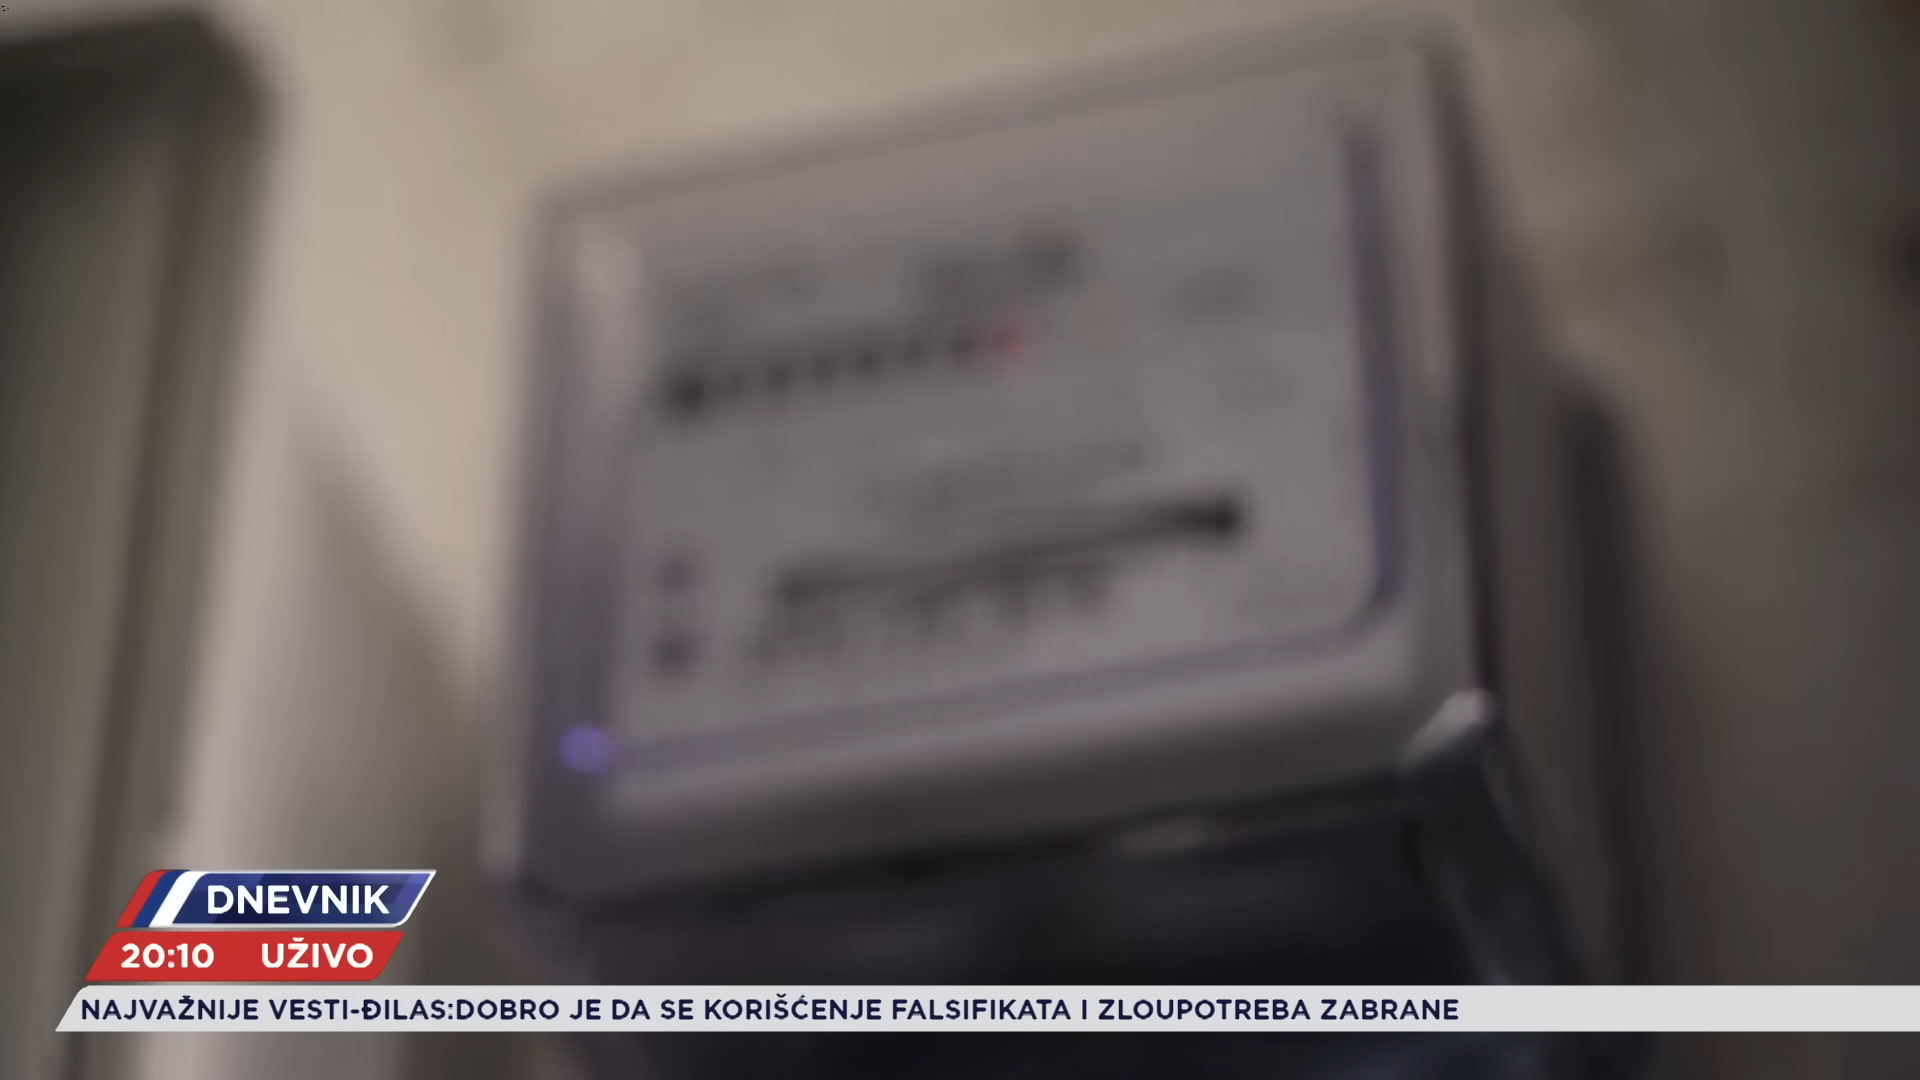 DNEVNIK
20:10 UŽIVO
NAJVAŽNIJE VESTI-ĐILAS:DOBRO JE DA SE KORIŠĆENJE FALSIFIKATA I ZLOUPOTREBA ZABRANE